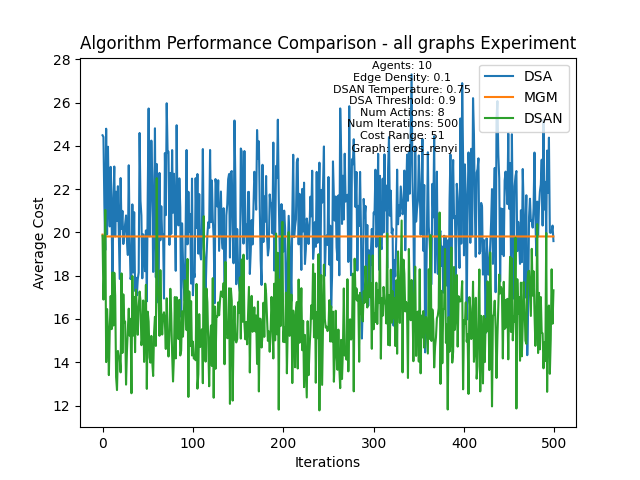 Algorithm Performance Comparison - all graphs Experiment
Agents: 10
Edge Density: 0.1
DSAN Temperature: 0.75
DSA Threshold: 0.9
Num Actions: 8
Num Iterations: 500
Cost Range: 51
Graph: erdos_renyi
DSA
MGM
DSAN
Average Cost
28
26
24
22
20
18
16
14
12
0
100
200
300
400
500
Iterations